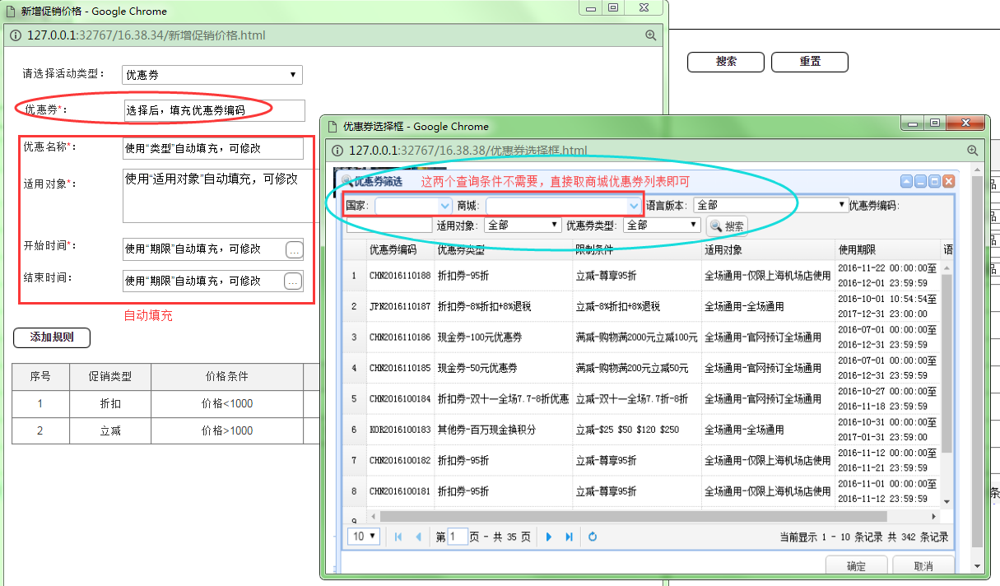 新增促销价格 - Google Chrome
127.0.0.1:32767/16.38.34/新增促销价格.html
请选择活动类型： 优惠券
优惠券*： 选择后，填充优惠券编码
优惠名称*： 使用“类型”自动填充，可修改
适用对象*： 使用“适用对象”自动填充，可修改
开始时间*： 使用“期限”自动填充，可修改 ...
结束时间： 使用“期限”自动填充，可修改 ...
自动填充
添加规则
序号 促销类型 价格条件
1 折扣 价格<1000
2 立减 价格>1000
搜索 重置
优惠券选择框 - Google Chrome
127.0.0.1:32767/16.38.38/优惠券选择框.html
优惠券筛选 这两个查询条件不需要，直接取商城优惠券列表即可
国家: 商城: 语言版本: 全部 优惠券编码:
适用对象: 全部 优惠券类型: 全部 搜索
优惠券编码 优惠券类型 限制条件 适用对象 使用期限 语
1 CHN2016110188 折扣券-95折 立减-尊享95折 全场通用-仅限上海机场店使用 2016-11-22 00:00:00至
2016-12-01 23:59:59
2 JPN2016110187 折扣券-8%折扣+8%退税 立减-8%折扣+8%退税 全场通用-全场通用 2016-10-01 10:54:54至
2017-12-31 23:00:00
3 CHN2016110186 现金券-100元优惠券 满减-购物满2000元立减100元 全场通用-官网预订全场通用 2016-07-01 00:00:00至
2016-12-31 23:59:59
4 CHN2016110185 现金券-50元优惠券 满减-购物满200元立减50元 全场通用-官网预订全场通用 2016-07-01 00:00:00至
2016-12-31 23:59:59
5 CHN2016100184 折扣券-双十一全场7.7-8折优惠 立减-双十一全场7.7折-8折 全场通用-官网预订全场通用 2016-10-27 00:00:00至
2016-11-18 23:59:59
6 KOR2016100183 其他券-百万现金换积分 立减-$25 $50 $120 $250 全场通用-全场通用 2016-10-31 00:00:00至
2017-01-31 23:59:00
7 CHN2016100182 折扣券-95折 立减-尊享95折 全场通用-仅限上海机场店使用 2016-11-12 00:00:00至
2016-11-21 23:59:59
8 CHN2016100181 折扣券-95折 立减-尊享95折 全场通用-仅限上海机场店使用 2016-11-01 00:00:00至
2016-11-12 23:59:59
9
10 第 1 页 - 共 35 页 当前显示 1 - 10 条记录 共 342 条记录
确定 取消